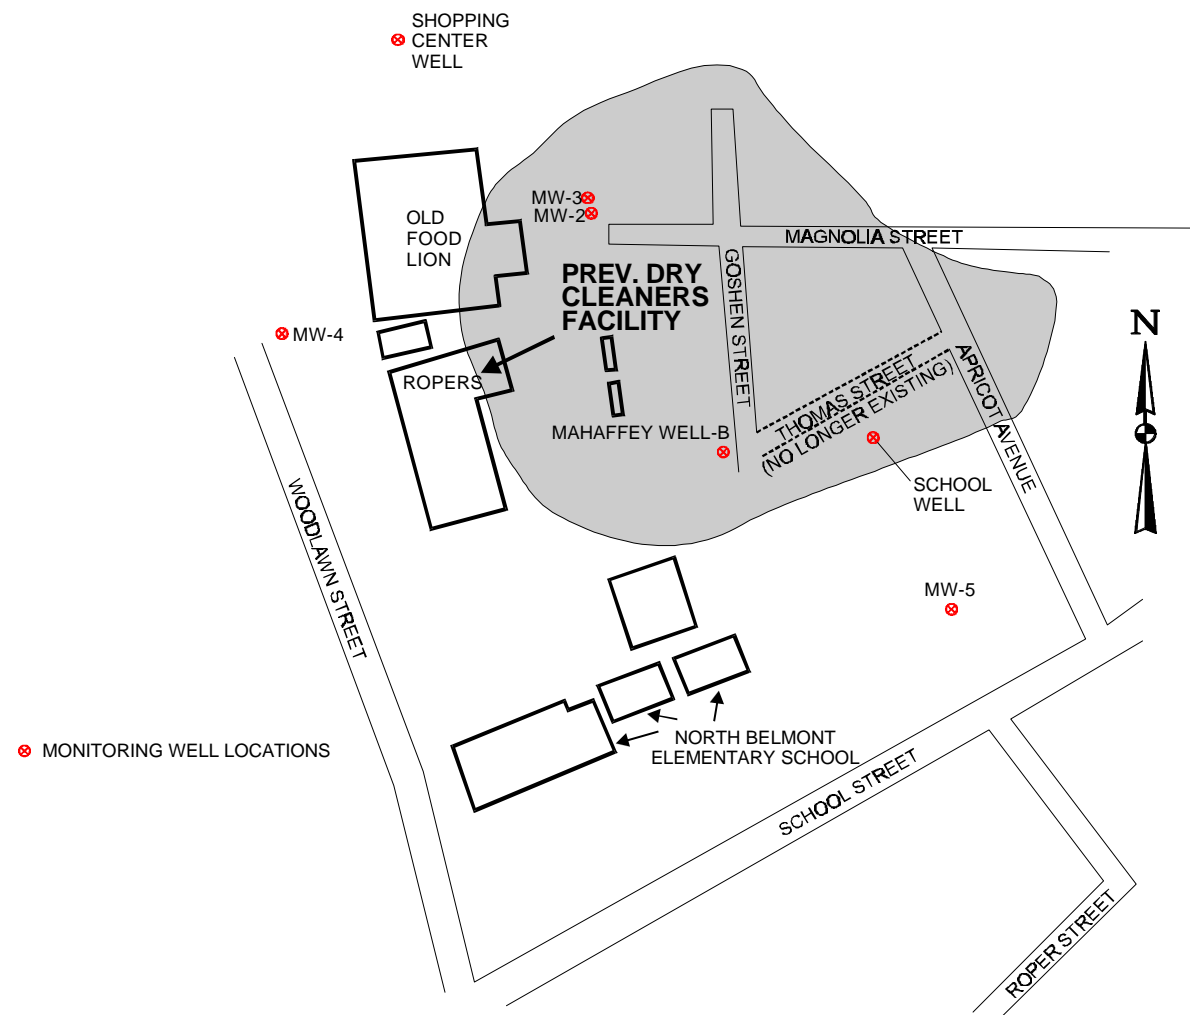 SHOPPING
CENTER
WELL
MW-3
MW-2
OLD
FOOD
LION
MAGNOLIA STREET
PREV. DRY
CLEANERS
FACILITY
GOSHEN STREET
N
MW-4
ROPERS
THOMAS STREET
(NO LONGER EXISTING)
APRICOT AVENUE
MAHAFFEY WELL-B
SCHOOL
WELL
WOODLAWN STREET
MW-5
NORTH BELMONT
ELEMENTARY SCHOOL
MONITORING WELL LOCATIONS
SCHOOL STREET
ROPER STREET